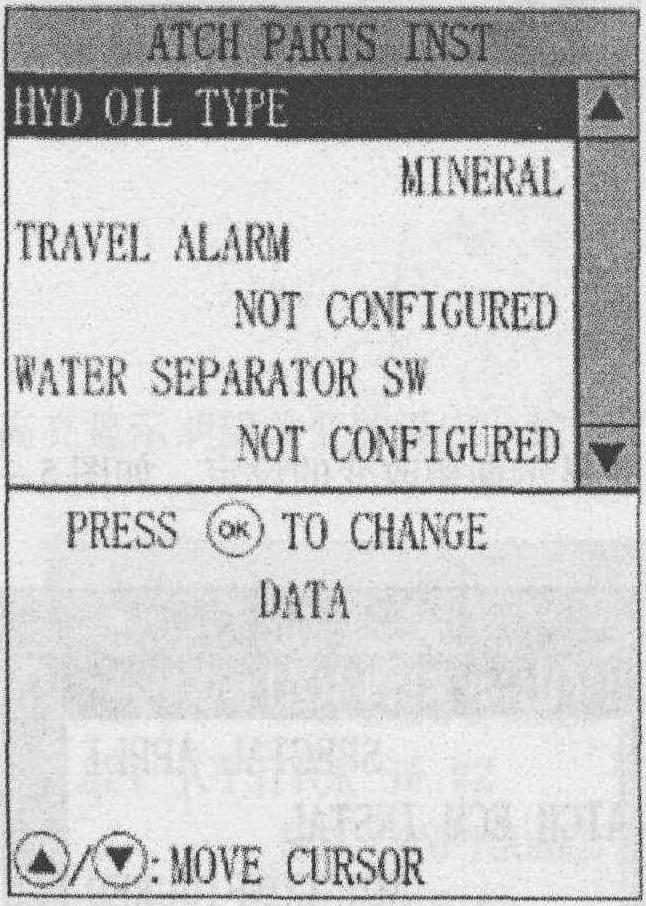 ATCH PARTS INST
HYD OIL TYPE
MINERAL
TRAVEL ALARM
NOT CONFIGURED
WATER SEPARATOR SW
NOT CONFIGURED
PRESS OK TO CHANGE
DATA
▲/▼: MOVE CURSOR